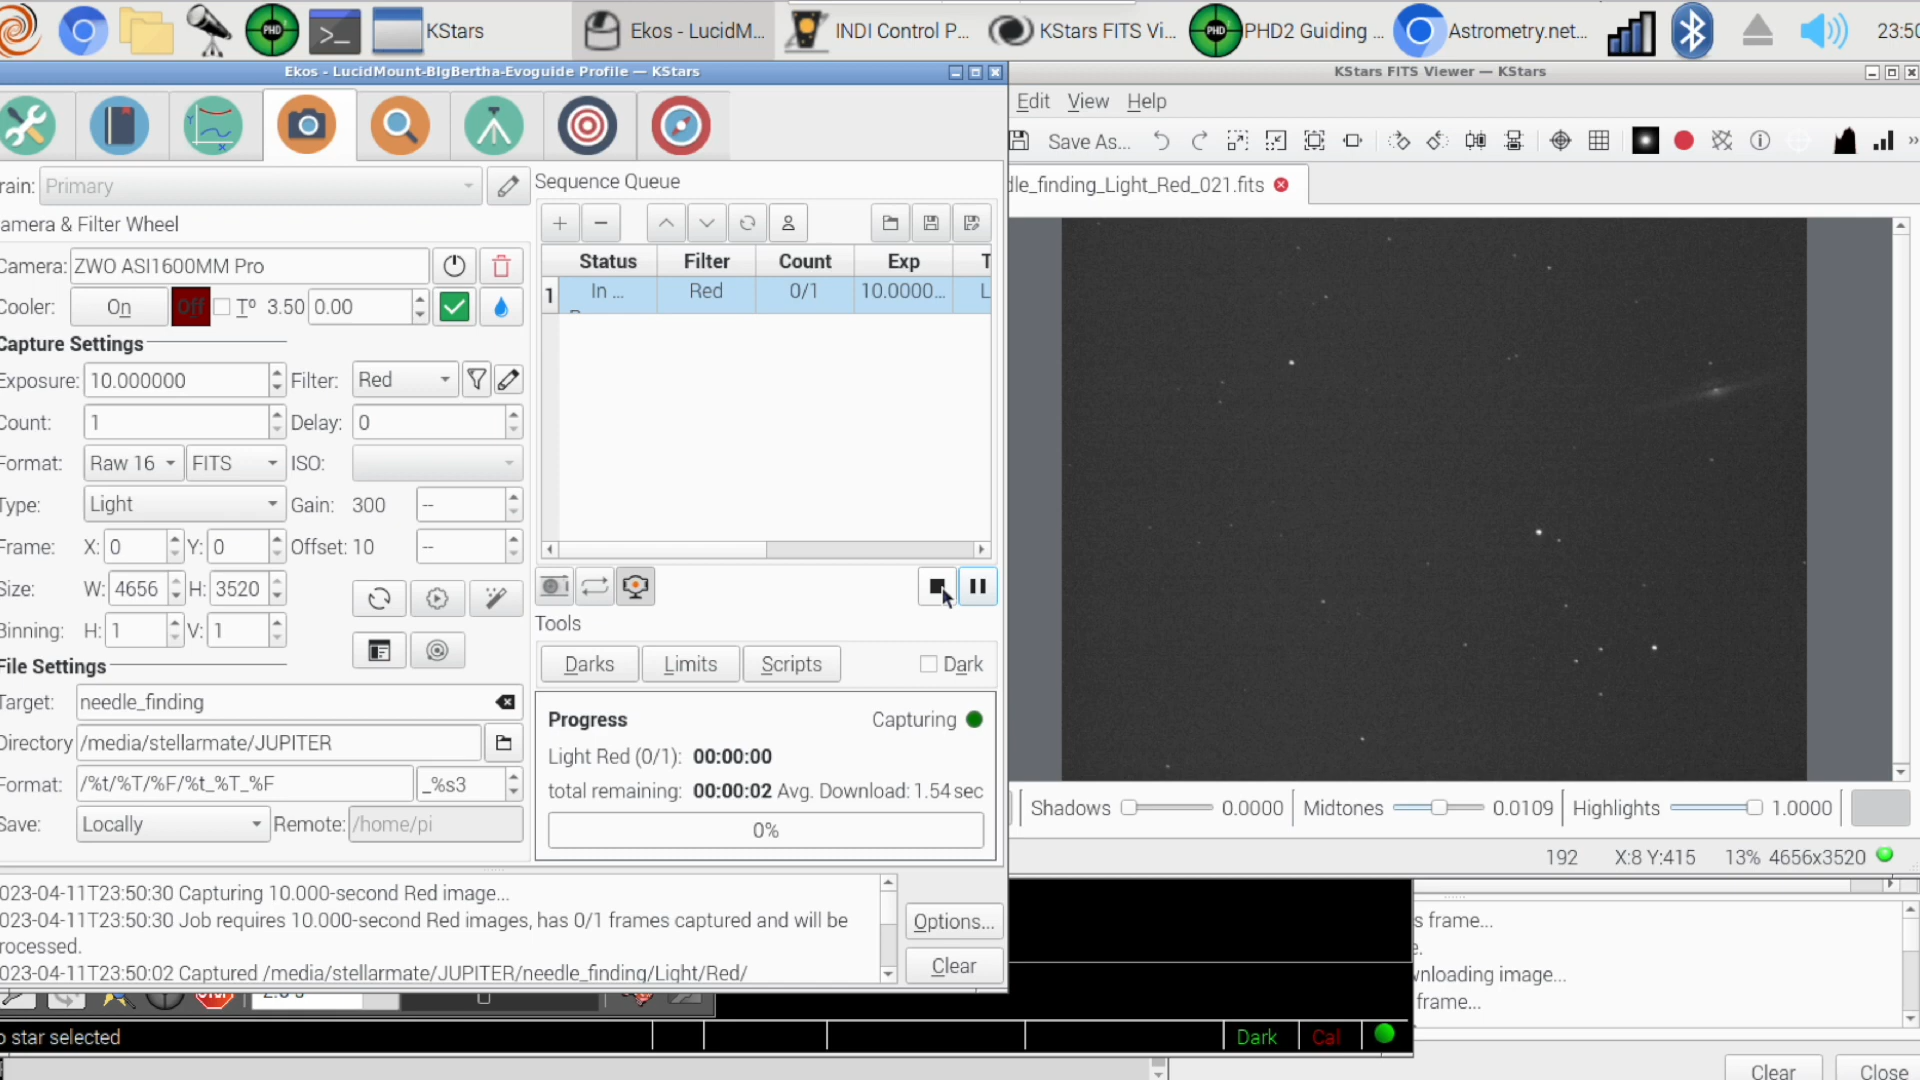 PHD
KStars
Ekos - LucidM...
INDI Control P...
KStars FITS Vi...
PHD
PHD2 Guiding ...
Astrometry.net...
Ekos - LucidMount-BIgBertha-Evoguide Profile — KStars
KStars FITS Viewer — KStars
Edit View Help
Save As...
rain: Primary
Sequence Queue
dle_finding_Light_Red_021.fits
amera & Filter Wheel
Camera: ZWO ASI1600MM Pro
Status Filter Count Exp
Cooler: On Off Tº 3.50 0.00
1 In ... Red 0/1 10.0000... L
Capture Settings
Exposure: 10.000000 Filter: Red
Count: 1 Delay: 0
Format: Raw 16 FITS ISO:
Type: Light Gain: 300 --
Frame: X: 0 Y: 0 Offset: 10 --
Size: W: 4656 H: 3520
Binning: H: 1 V: 1
Tools
File Settings
Darks Limits Scripts Dark
Target: needle_finding
Progress Capturing
Directory /media/stellarmate/JUPITER
Light Red (0/1): 00:00:00
Format: /%t/%T/%F/%t_%T_%F _%s3
total remaining: 00:00:02 Avg. Download: 1.54 sec
Save: Locally Remote: /home/pi
0%
Shadows 0.0000 Midtones 0.0109 Highlights 1.0000
192 X:8 Y:415 13% 4656x3520
023-04-11T23:50:30 Capturing 10.000-second Red image...
023-04-11T23:50:30 Job requires 10.000-second Red images, has 0/1 frames captured and will be
rocessed.
023-04-11T23:50:02 Captured /media/stellarmate/JUPITER/needle_finding/Light/Red/
Options...
Clear
s frame...
e.
wnloading image...
frame...
STOP
o star selected
Dark Cal
Clear Close